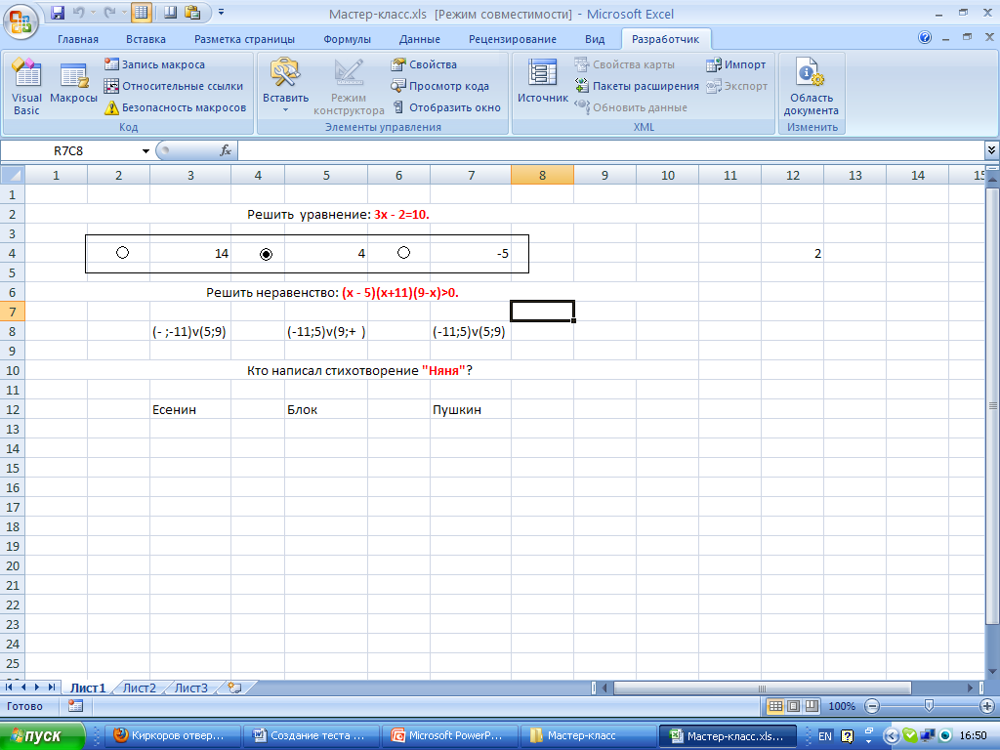 Мастер-класс.xls [Режим совместимости] - Microsoft Excel
Главная Вставка Разметка страницы Формулы Данные Рецензирование Вид Разработчик
Visual Basic
Макросы
Запись макроса
Относительные ссылки
Безопасность макросов
Код
Вставить
Режим конструктора
Свойства
Просмотр кода
Отобразить окно
Элементы управления
Источник
Свойства карты
Пакеты расширения
Обновить данные
Импорт
Экспорт
XML
Область документа
Изменить
R7C8 fx
1 2 3 4 5 6 7 8 9 10 11 12 13 14 15
1
2 Решить уравнение: 3х - 2=10.
3
4 14 4 -5 2
5
6 Решить неравенство: (х - 5)(х+11)(9-х)>0.
7
8 (- ;-11)v(5;9) (-11;5)v(9;+ ) (-11;5)v(5;9)
9
10 Кто написал стихотворение "Няня"?
11
12 Есенин Блок Пушкин
13
14
15
16
17
18
19
20
21
22
23
24
25
Лист1 Лист2 Лист3
Готово 100%
пуск Киркоров отвер... Создание теста ... Microsoft PowerP... Мастер-класс Мастер-класс.xls... EN 16:50